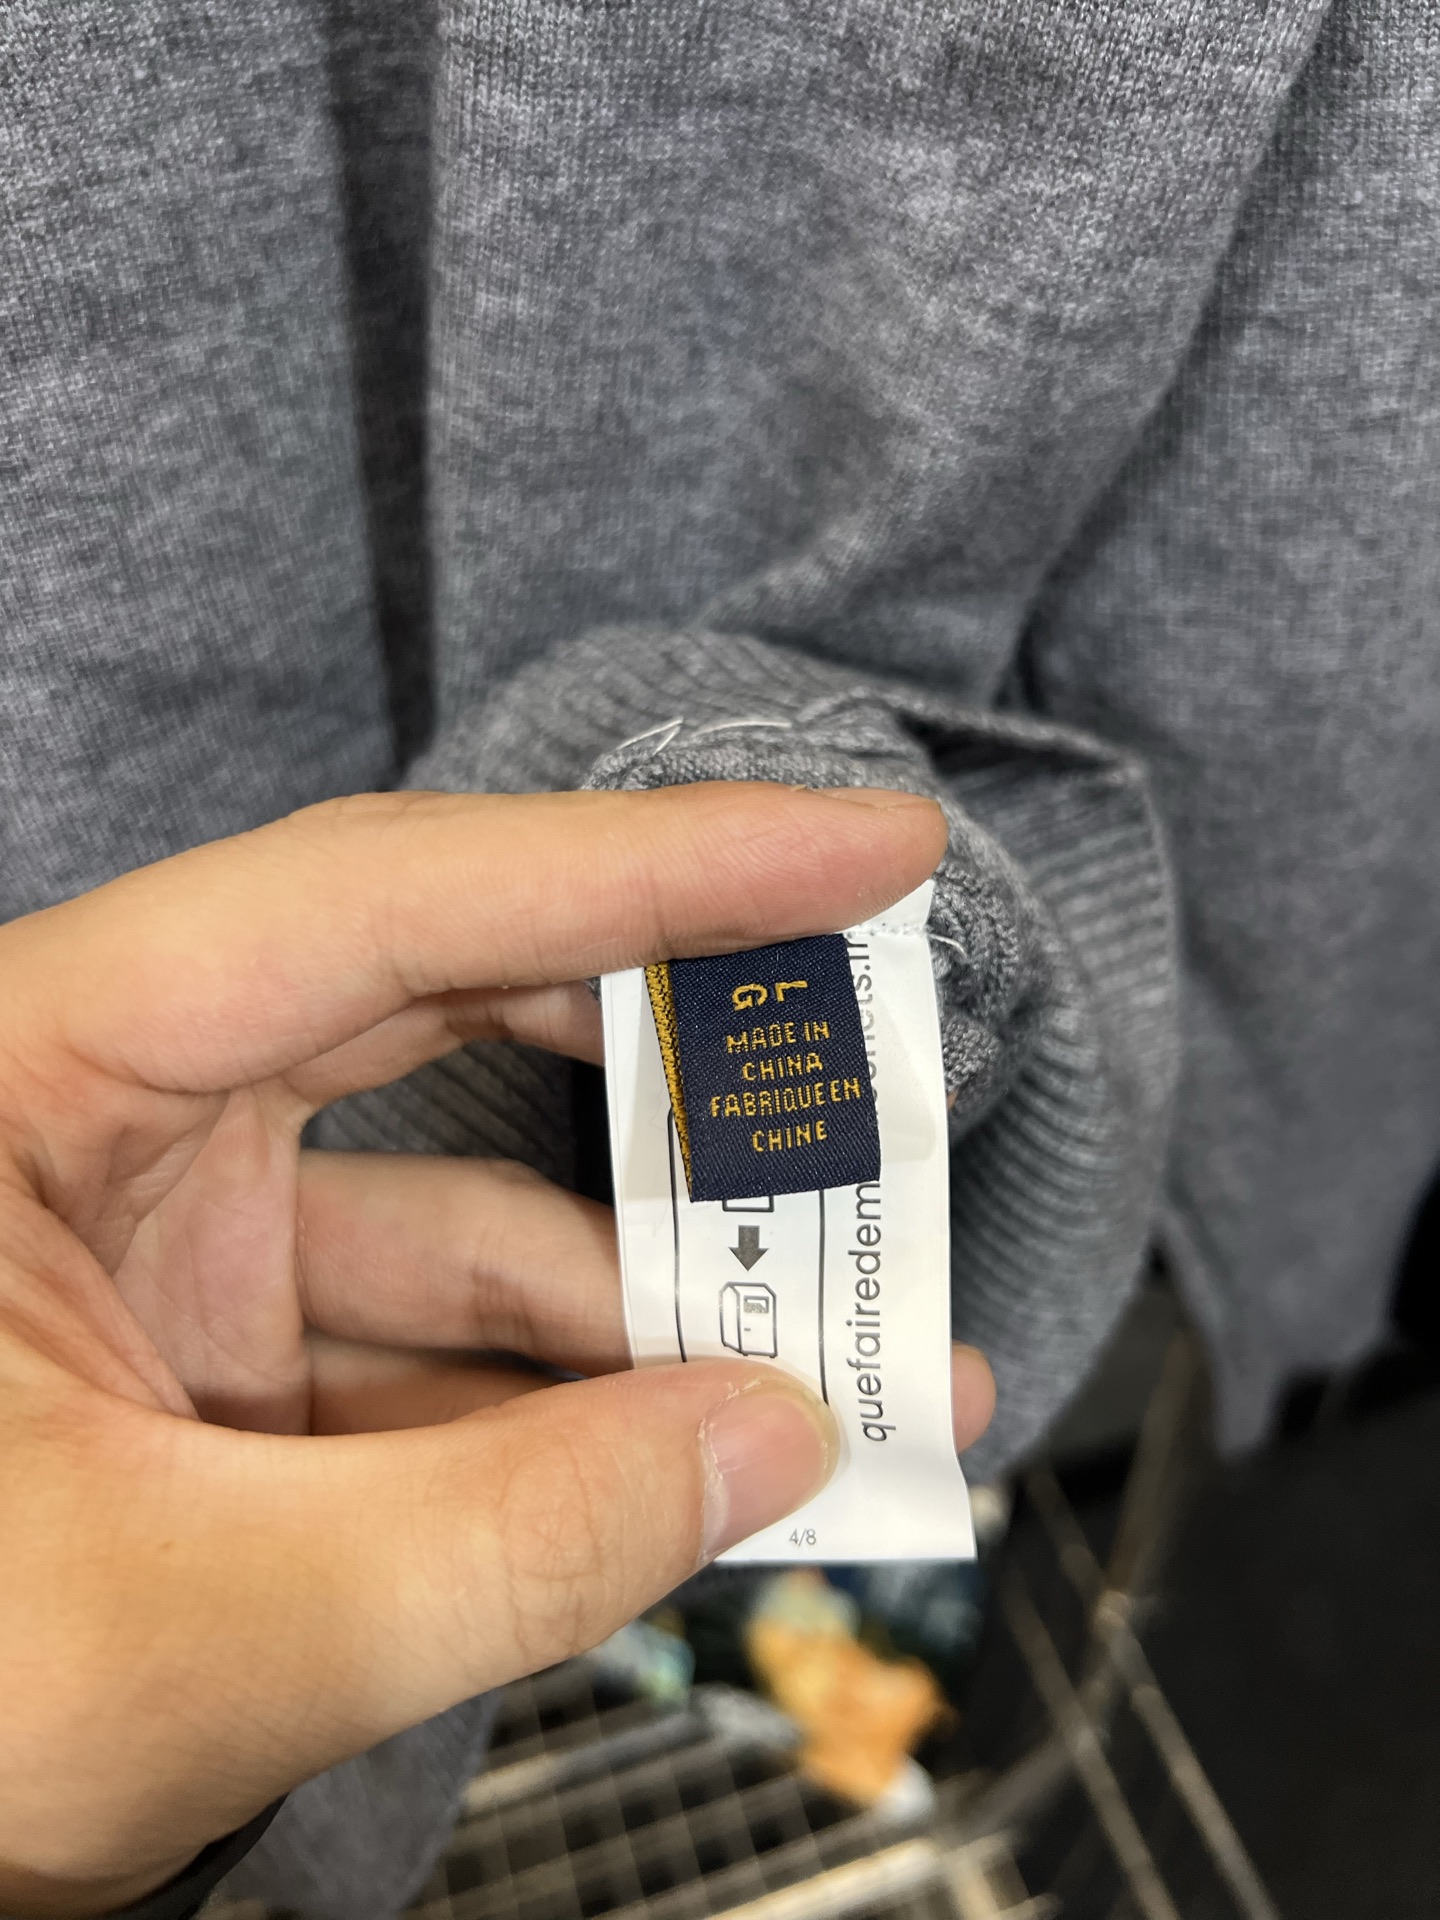 GL
MADE IN
CHINA
FABRIQUE EN
CHINE
quefairedem
4/8